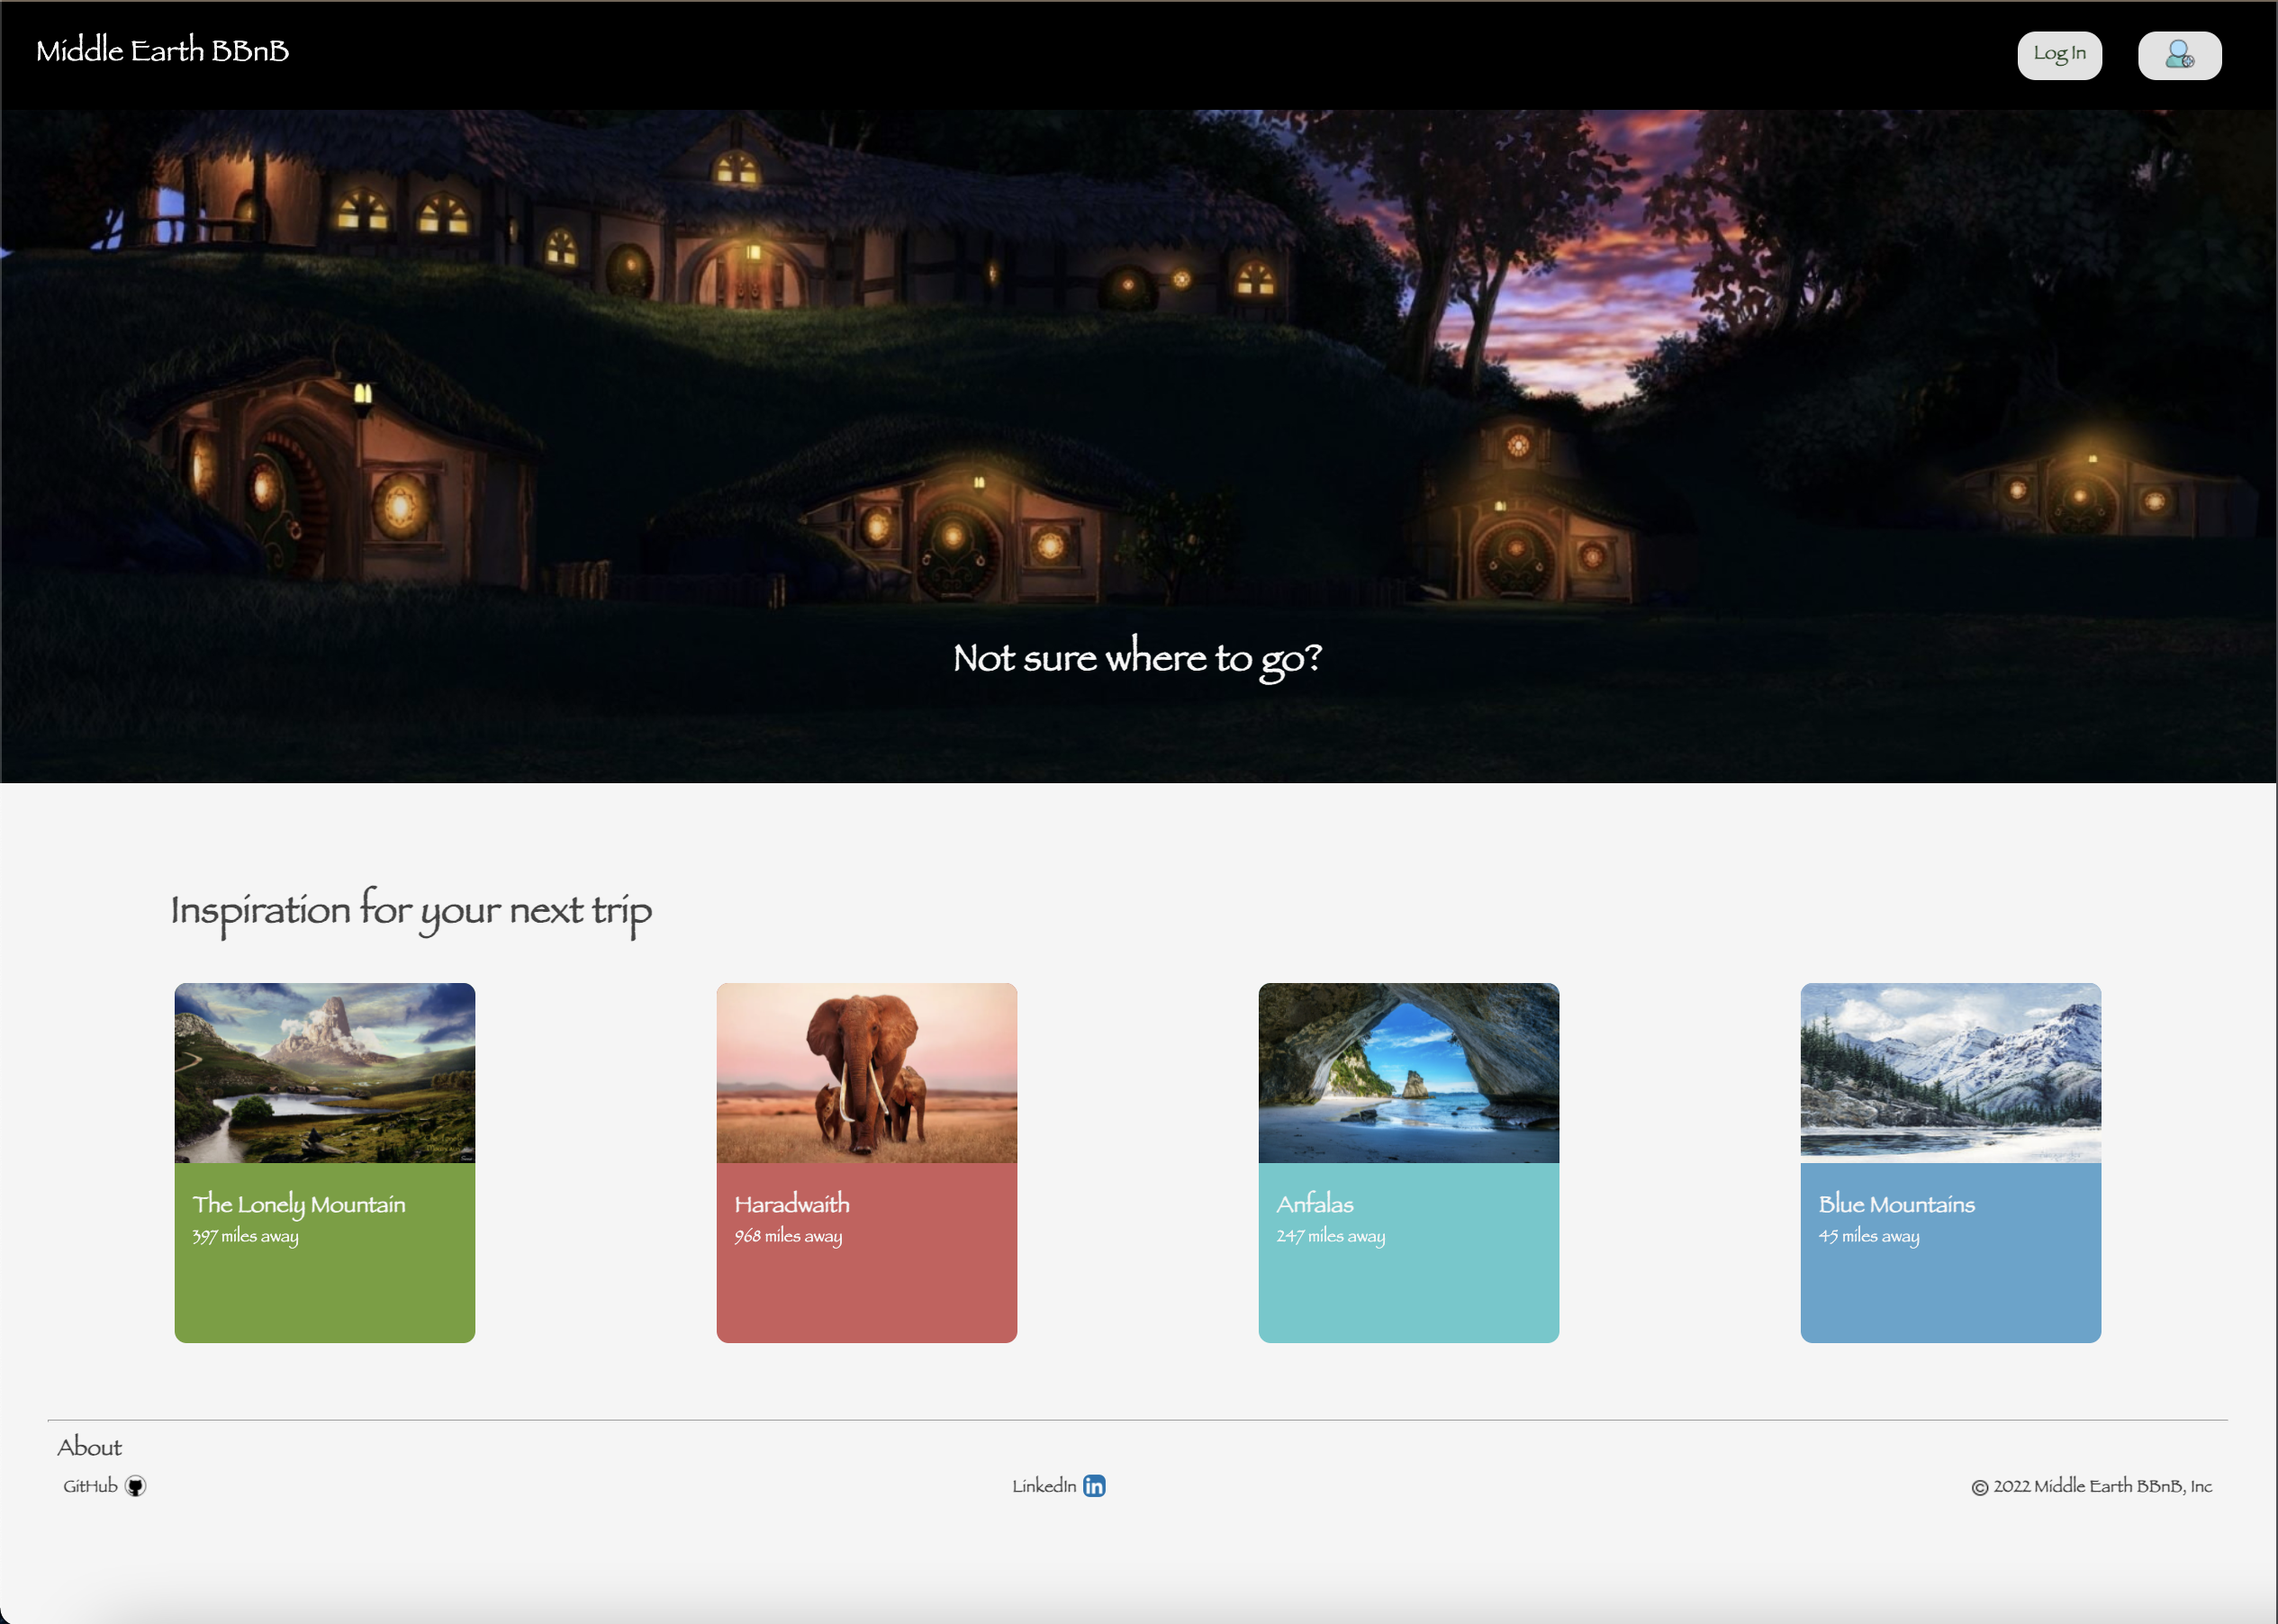 Middle Earth BBnB
Log In
Not sure where to go?
Inspiration for your next trip
The Lonely Mountain
397 miles away
Haradwaith
968 miles away
Anfalas
247 miles away
Blue Mountains
45 miles away
About
GitHub
LinkedIn in
© 2022 Middle Earth BBnB, Inc